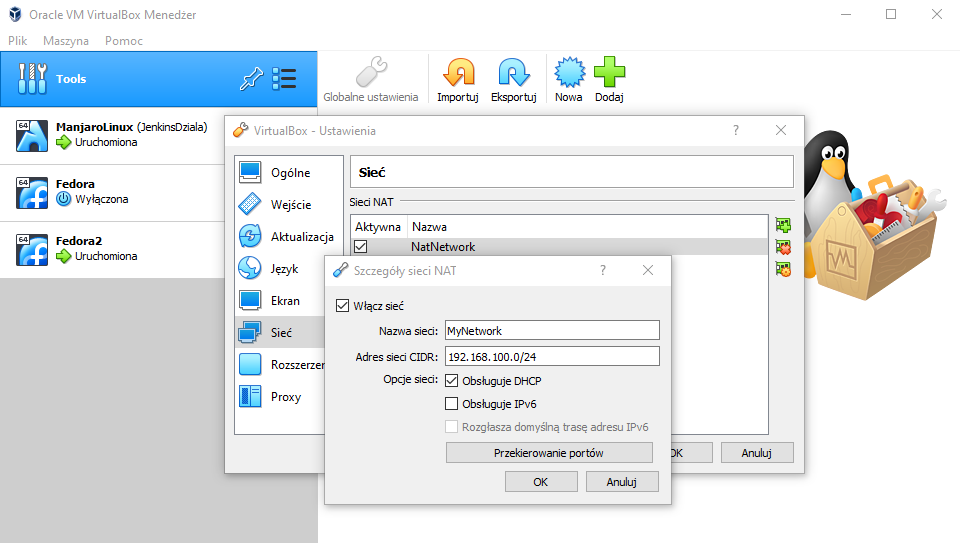 Oracle VM VirtualBox Menedżer
Plik Maszyna Pomoc
Tools
Globalne ustawienia Importuj Eksportuj Nowa Dodaj
64 ManjaroLinux (JenkinsDziala)
Uruchomiona
64 Fedora
Wyłączona
64 Fedora2
Uruchomiona
VirtualBox - Ustawienia ?
Ogólne
Wejście
Aktualizacja
Język
Ekran
Sieć
Rozszerzer
Proxy
Sieć
Sieci NAT
Aktywna Nazwa
NatNetwork
OK Anuluj
Szczegóły sieci NAT ?
Włącz sieć
Nazwa sieci: MyNetwork
Adres sieci CIDR: 192.168.100.0/24
Opcje sieci: Obsługuje DHCP
Obsługuje IPv6
Rozgłasza domyślną trasę adresu IPv6
Przekierowanie portów
OK Anuluj